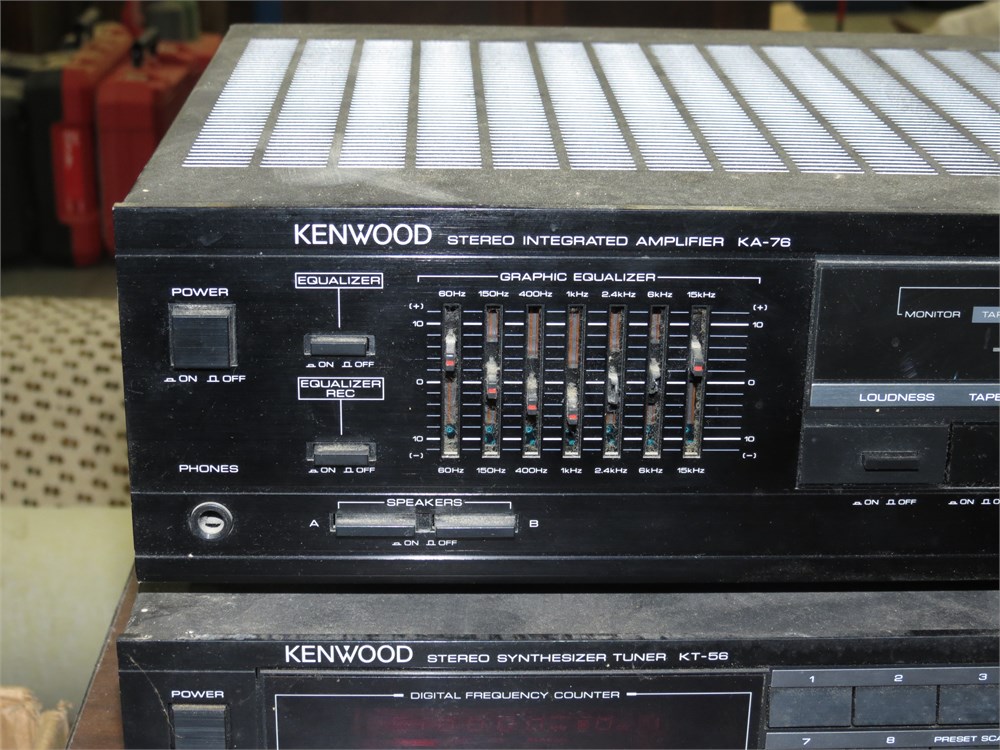 KENWOOD STEREO INTEGRATED AMPLIFIER KA-76
GRAPHIC EQUALIZER
EQUALIZER
POWER
60Hz 150Hz 400Hz 1kHz 2.4kHz 6kHz 15kHz
(+) (+)
10 10
MONITOR
ON OFF
ON OFF
EQUALIZER
REC
0 0
LOUDNESS TAPE
10 10
(-) (-)
ON OFF
60Hz 150Hz 400Hz 1kHz 2.4kHz 6kHz 15kHz
PHONES
ON OFF ON
SPEAKERS
A B
ON OFF
KENWOOD STEREO SYNTHESIZER TUNER KT-56
POWER
DIGITAL FREQUENCY COUNTER
1 2 3
7 8 PRESET